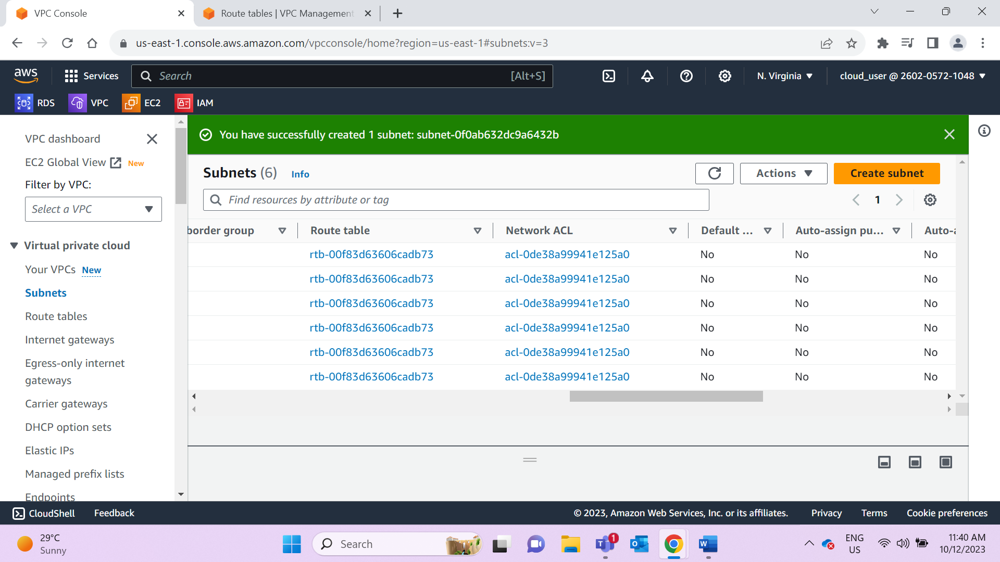 VPC Console
Route tables | VPC Management
us-east-1.console.aws.amazon.com/vpcconsole/home?region=us-east-1#subnets:v=3
aws
Services
Search
[Alt+S]
N. Virginia
cloud_user @ 2602-0572-1048
RDS
VPC
EC2
IAM
VPC dashboard
EC2 Global View New
Filter by VPC:
Select a VPC
Virtual private cloud
Your VPCs New
Subnets
Route tables
Internet gateways
Egress-only internet
gateways
Carrier gateways
DHCP option sets
Elastic IPs
Managed prefix lists
Endpoints
You have successfully created 1 subnet: subnet-0f0ab632dc9a6432b
Subnets (6) Info
Actions
Create subnet
Find resources by attribute or tag
1
border group Route table Network ACL Default ... Auto-assign pu... Auto-a
rtb-00f83d63606cadb73 acl-0de38a99941e125a0 No No No
rtb-00f83d63606cadb73 acl-0de38a99941e125a0 No No No
rtb-00f83d63606cadb73 acl-0de38a99941e125a0 No No No
rtb-00f83d63606cadb73 acl-0de38a99941e125a0 No No No
rtb-00f83d63606cadb73 acl-0de38a99941e125a0 No No No
rtb-00f83d63606cadb73 acl-0de38a99941e125a0 No No No
CloudShell
Feedback
© 2023, Amazon Web Services, Inc. or its affiliates.
Privacy
Terms
Cookie preferences
29°C
Sunny
Search
1
ENG
US
11:40 AM
10/12/2023